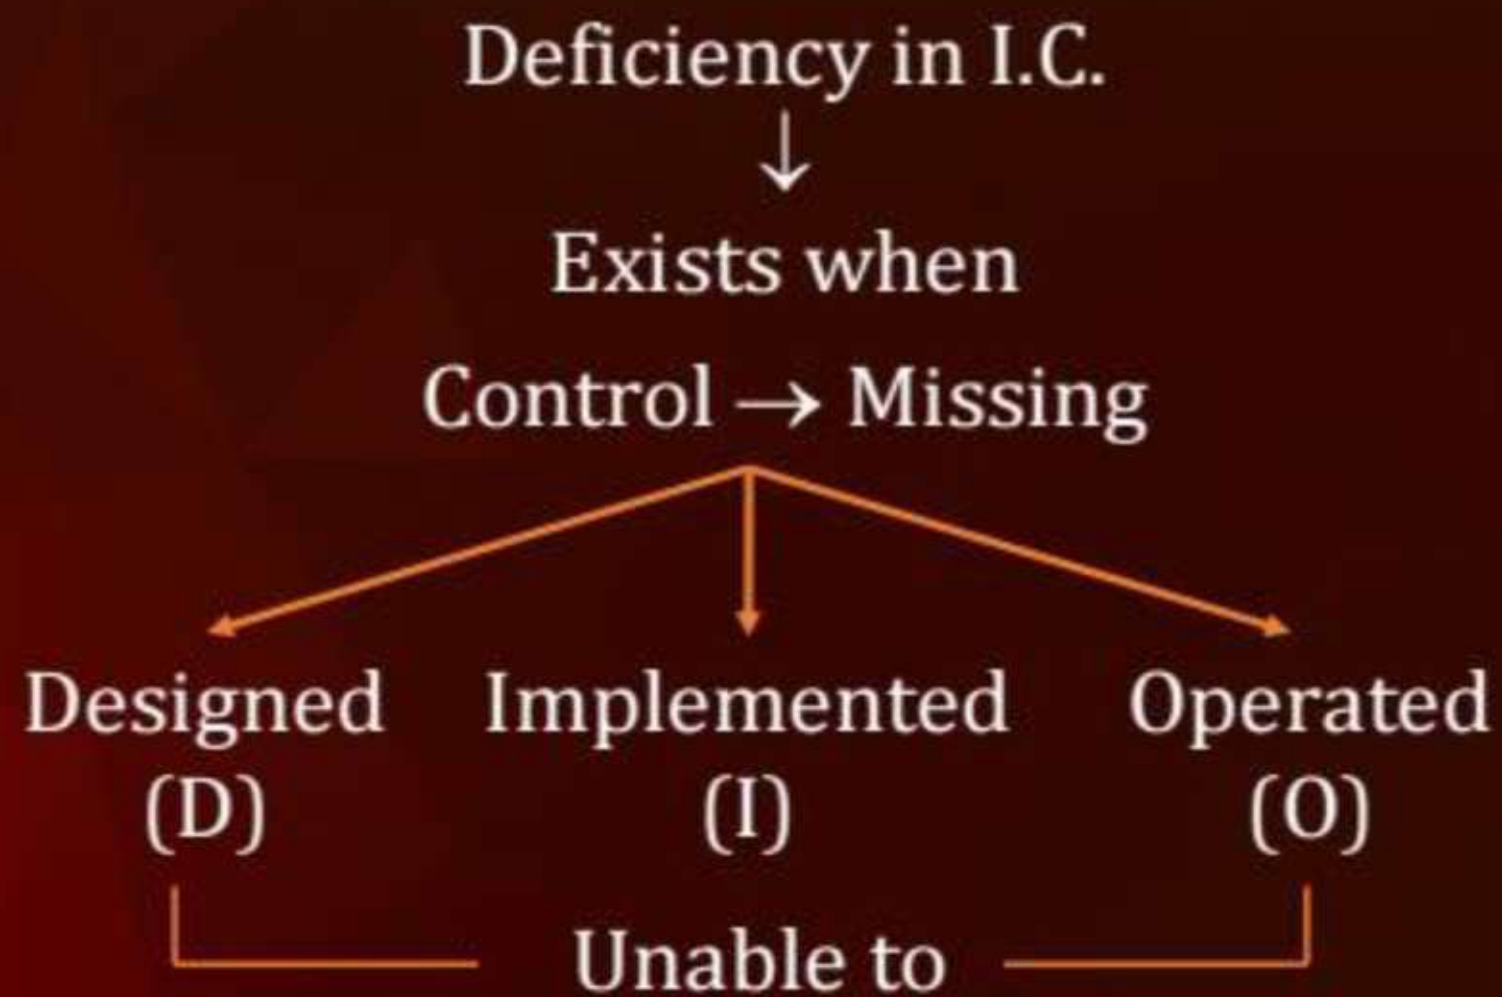 Deficiency in I.C.
↓
Exists when
Control → Missing
Designed Implemented Operated
(D) (I) (O)
Unable to